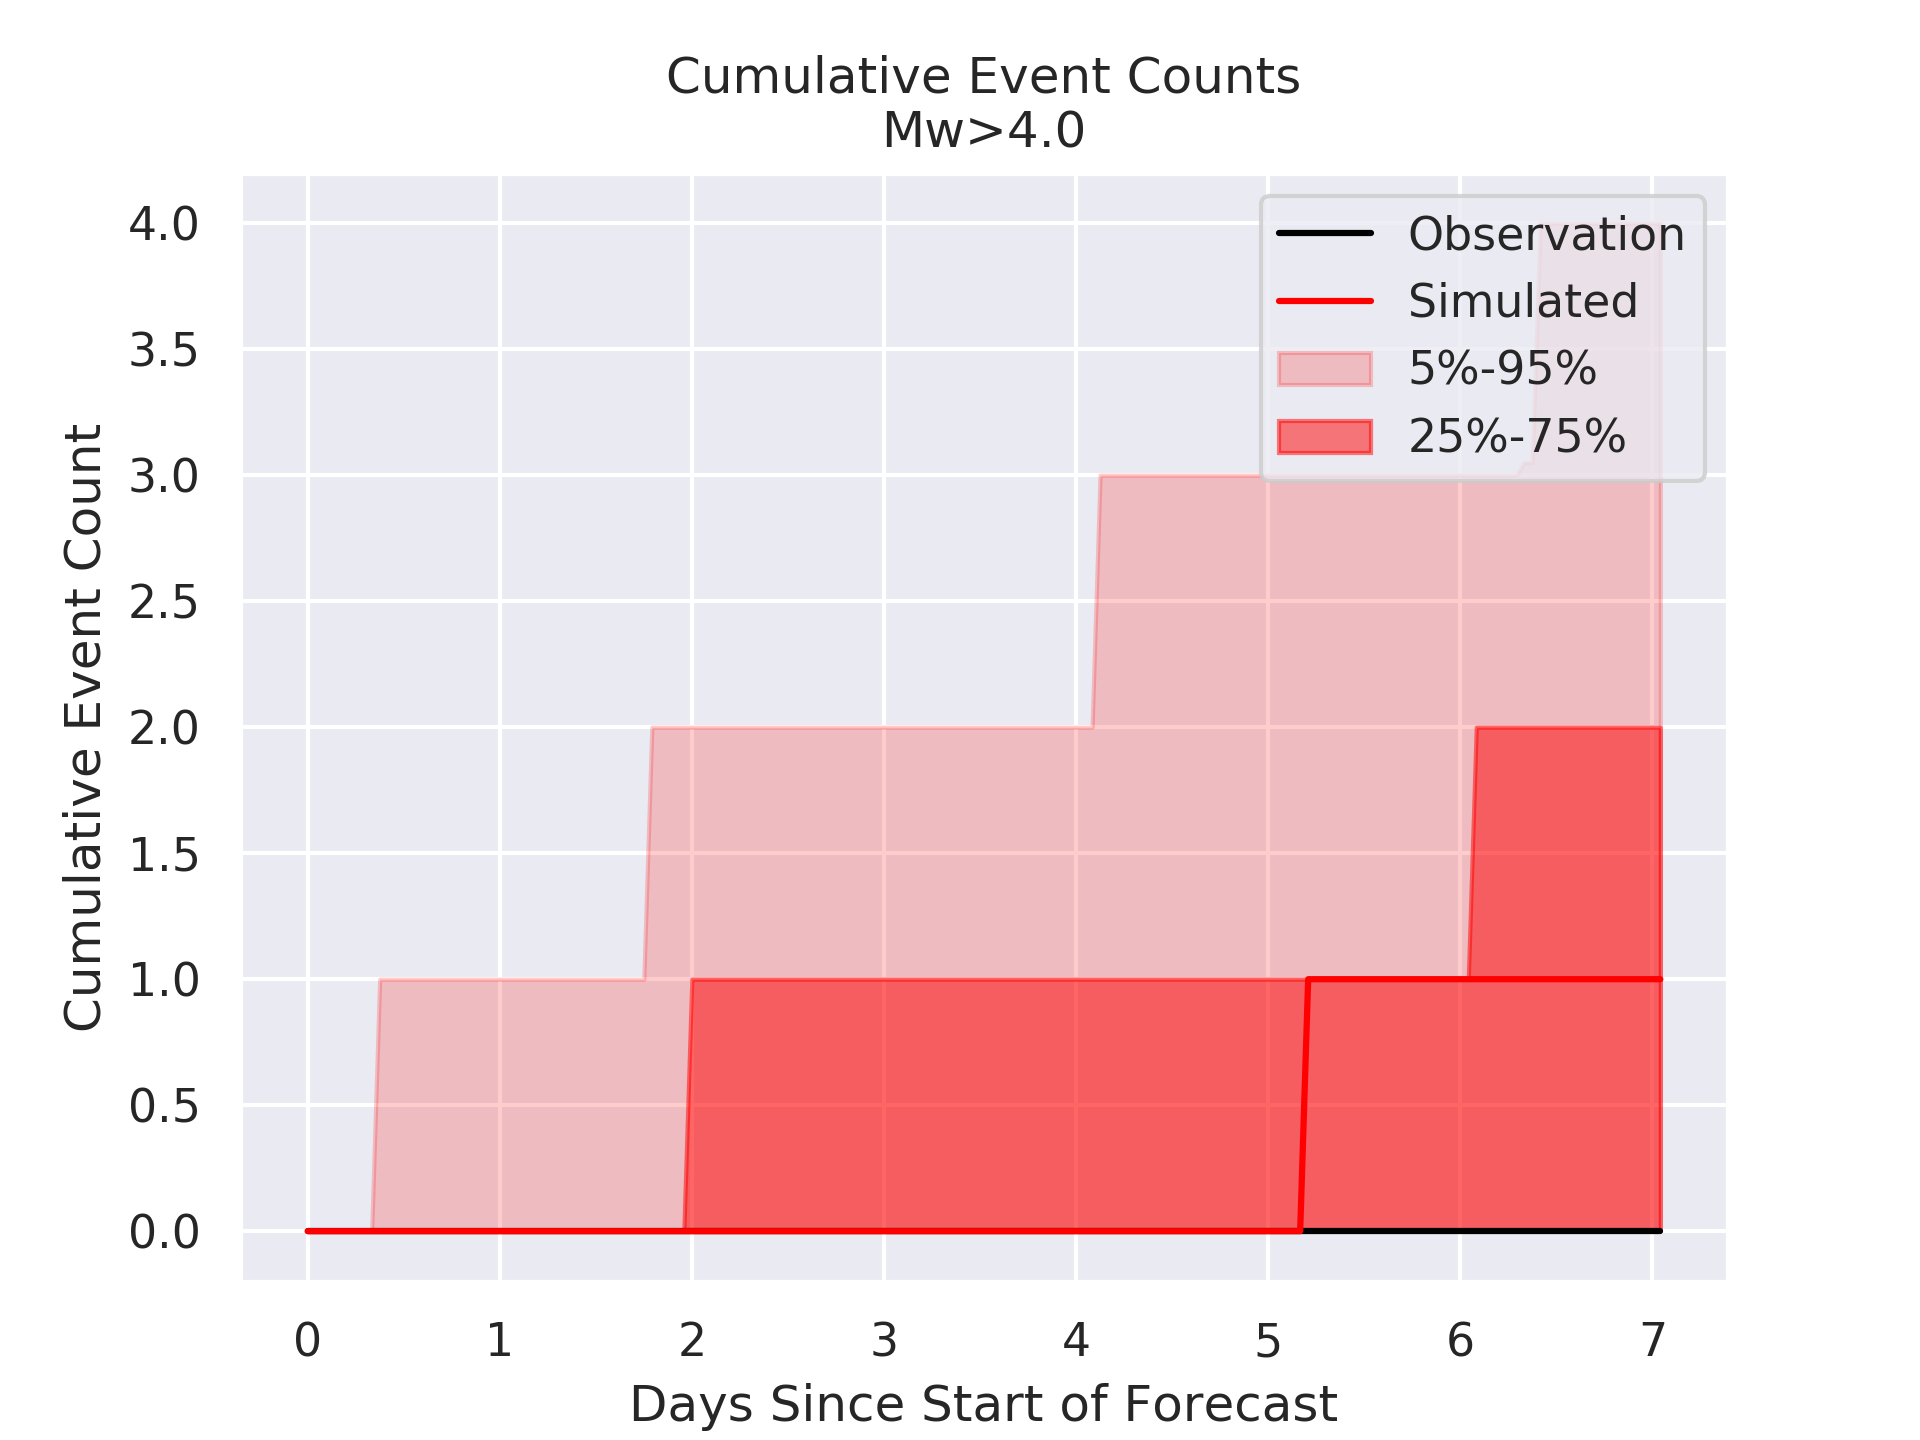 Cumulative Event Counts
Mw>4.0
Cumulative Event Count
4.0
3.5
3.0
2.5
2.0
1.5
1.0
0.5
0.0
Observation
Simulated
5%-95%
25%-75%
0 1 2 3 4 5 6 7
Days Since Start of Forecast